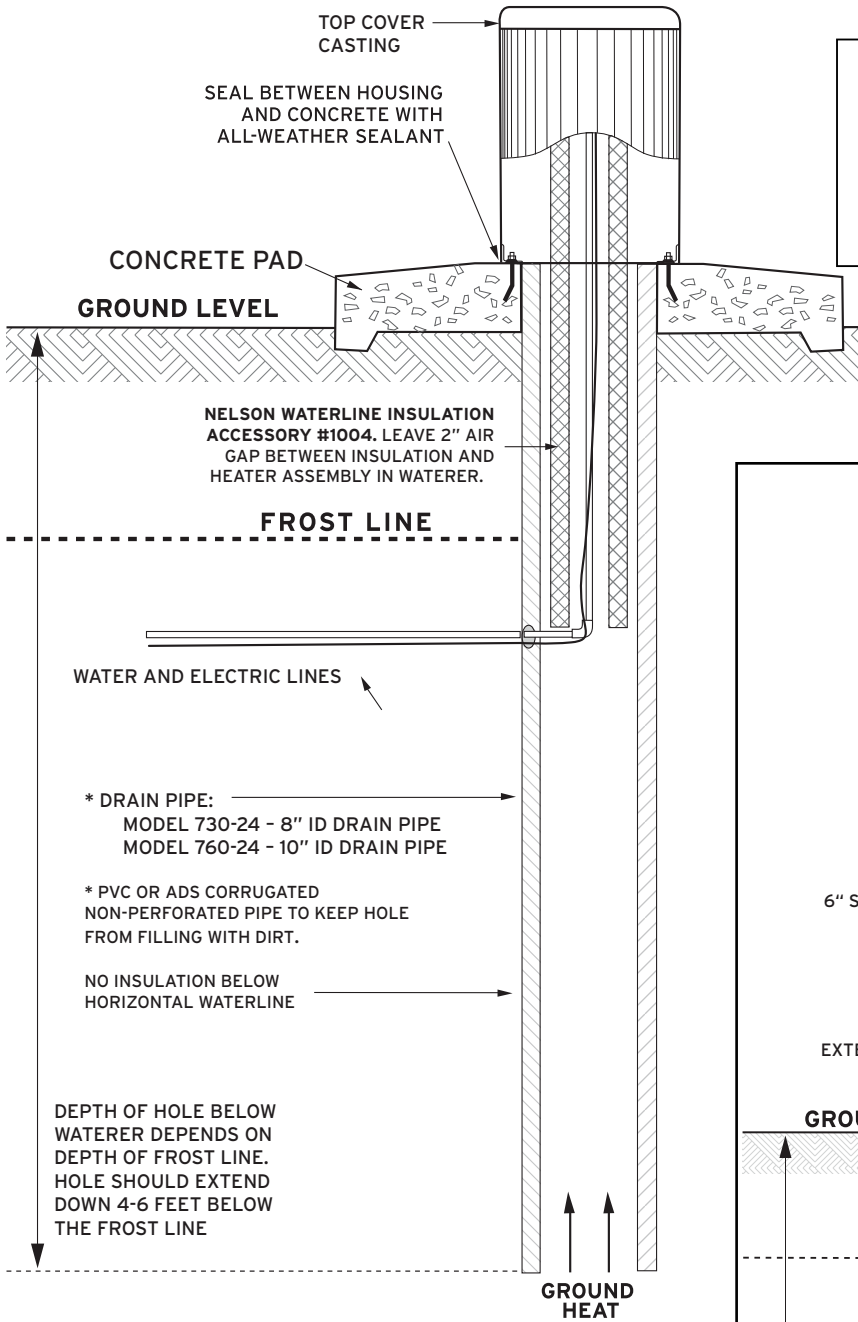 TOP COVER
CASTING
SEAL BETWEEN HOUSING
AND CONCRETE WITH
ALL-WEATHER SEALANT
CONCRETE PAD
GROUND LEVEL
NELSON WATERLINE INSULATION
ACCESSORY #1004. LEAVE 2" AIR
GAP BETWEEN INSULATION AND
HEATER ASSEMBLY IN WATERER.
FROST LINE
WATER AND ELECTRIC LINES
* DRAIN PIPE:
MODEL 730-24 – 8" ID DRAIN PIPE
MODEL 760-24 – 10" ID DRAIN PIPE
* PVC OR ADS CORRUGATED
NON-PERFORATED PIPE TO KEEP HOLE
FROM FILLING WITH DIRT.
NO INSULATION BELOW
HORIZONTAL WATERLINE
DEPTH OF HOLE BELOW
WATERER DEPENDS ON
DEPTH OF FROST LINE.
HOLE SHOULD EXTEND
DOWN 4-6 FEET BELOW
THE FROST LINE
GROUND
HEAT
6" S
EXTE
GROU